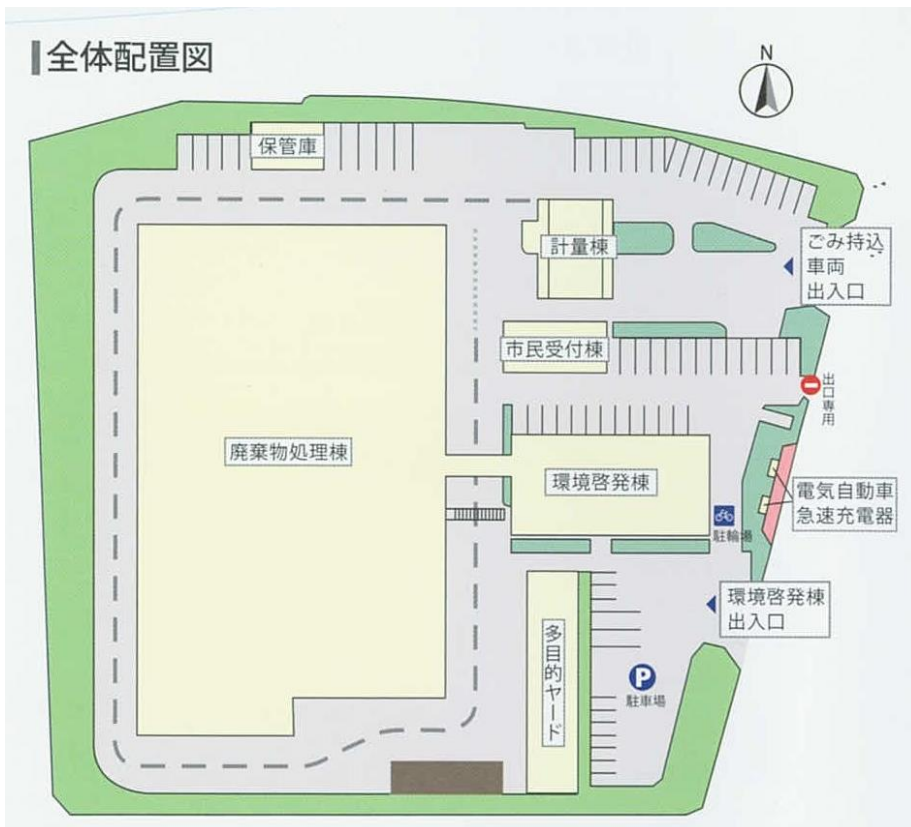 全体配置図
N
保管庫
計量棟
ごみ持込
車両
出入口
市民受付棟
出口専用
廃棄物処理棟
環境啓発棟
電気自動車
急速充電器
駐輪場
環境啓発棟
出入口
多目的ヤード
P
駐車場